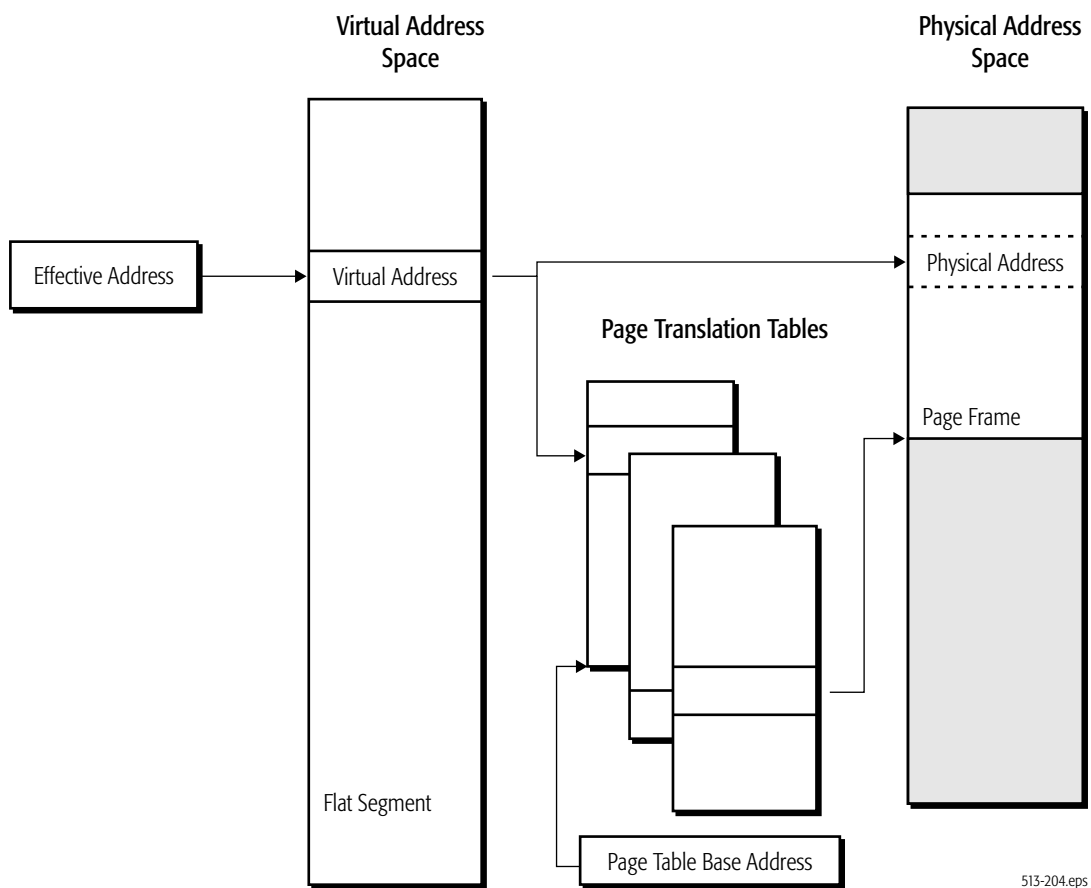 Virtual Address
Space
Physical Address
Space
Effective Address
Virtual Address
Physical Address
Page Translation Tables
Page Frame
Flat Segment
Page Table Base Address
513-204.eps